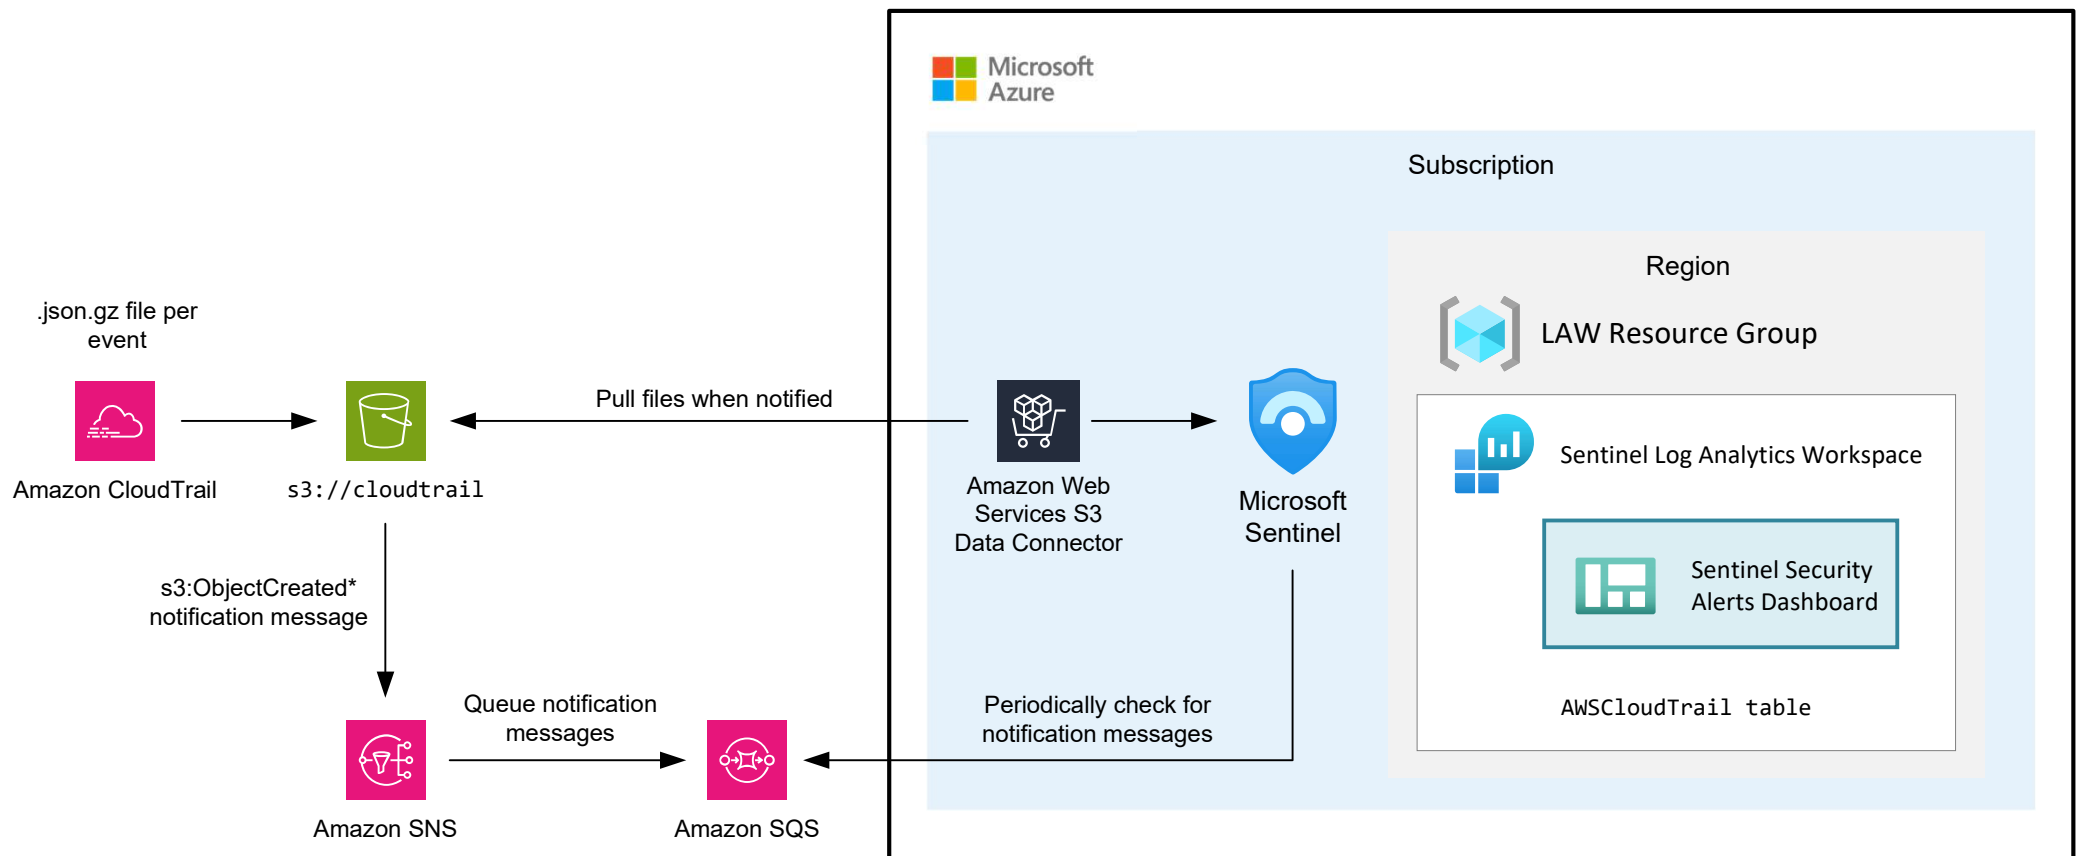 Microsoft
Azure
Subscription
Region
LAW Resource Group
.json.gz file per
event
Pull files when notified
Amazon CloudTrail
s3://cloudtrail
Amazon Web
Services S3
Data Connector
Microsoft
Sentinel
Sentinel Log Analytics Workspace
Sentinel Security
Alerts Dashboard
AWSCloudTrail table
s3:ObjectCreated*
notification message
Queue notification
messages
Periodically check for
notification messages
Amazon SNS
Amazon SQS